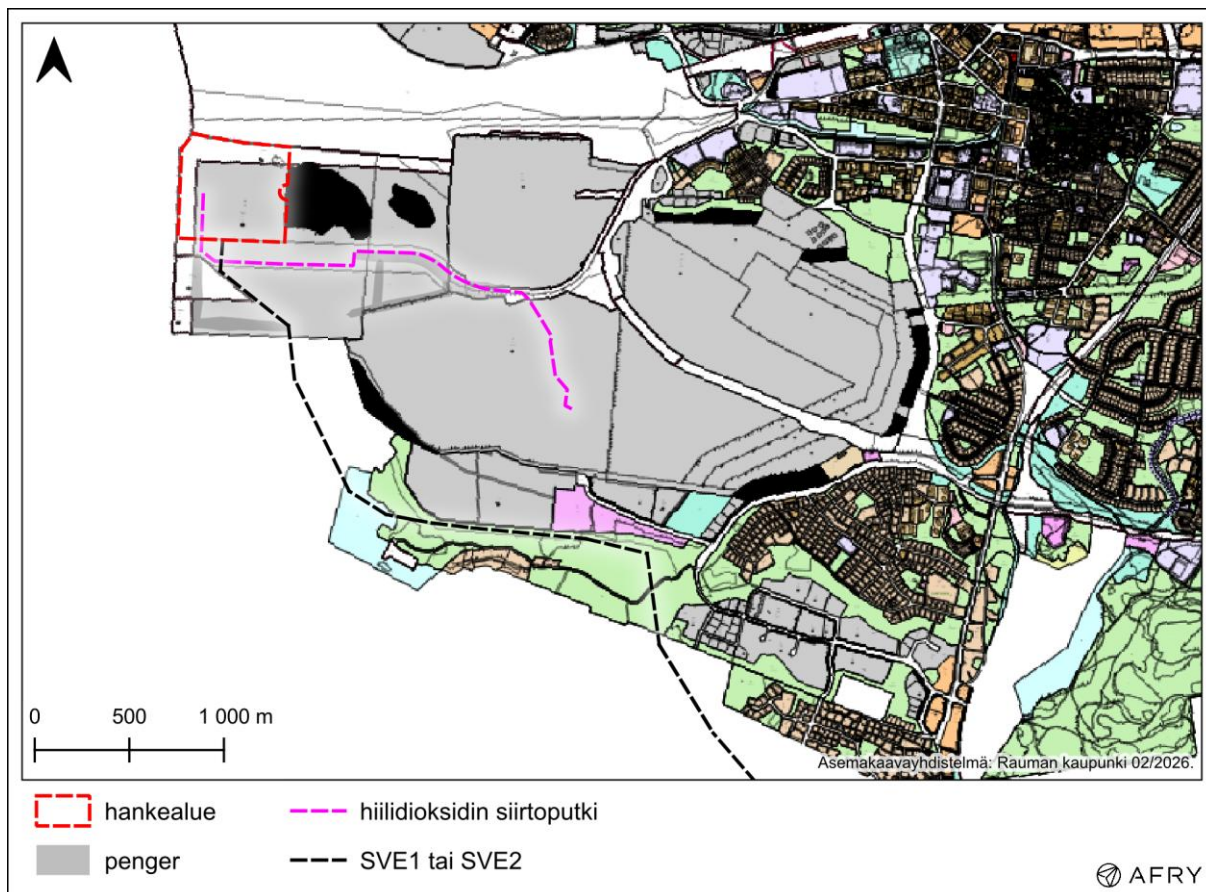 0 500 1 000 m
Asemakaavayhdistelmä: Rauman kaupunki 02/2026.
hankealue
hiilidioksidin siirtoputki
penger
SVE1 tai SVE2
AFRY